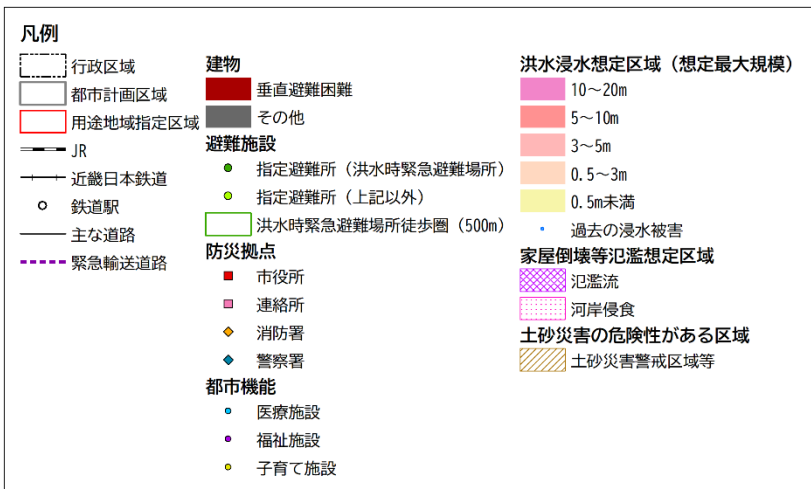 凡例
行政区域
都市計画区域
用途地域指定区域
JR
近畿日本鉄道
鉄道駅
主な道路
緊急輸送道路
建物
垂直避難困難
その他
避難施設
指定避難所（洪水時緊急避難場所）
指定避難所（上記以外）
洪水時緊急避難場所徒歩圏（500m）
防災拠点
市役所
連絡所
消防署
警察署
都市機能
医療施設
福祉施設
子育て施設
洪水浸水想定区域（想定最大規模）
10～20m
5～10m
3～5m
0.5～3m
0.5m未満
過去の浸水被害
家屋倒壊等氾濫想定区域
氾濫流
河岸侵食
土砂災害の危険性がある区域
土砂災害警戒区域等